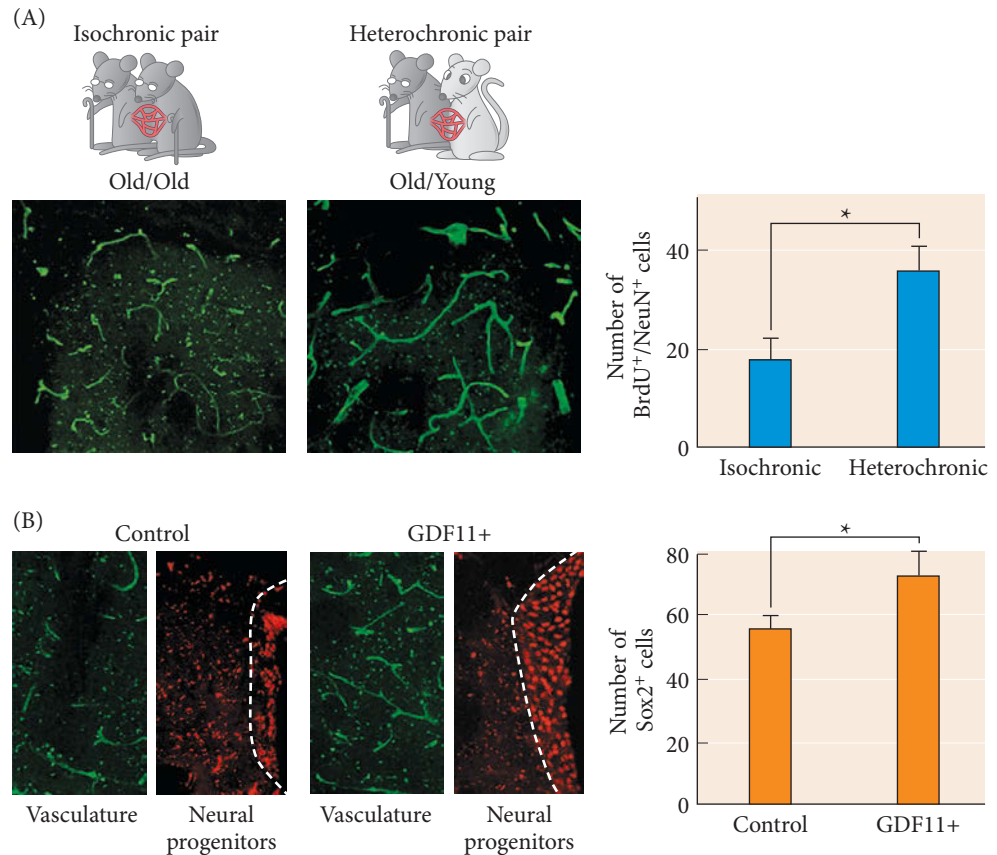 (A)
Isochronic pair
Heterochronic pair
Old/Old
Old/Young
Number of
BrdU⁺/NeuN⁺ cells
40
20
0
*
Isochronic
Heterochronic
(B)
Control
GDF11+
Vasculature
Neural
progenitors
Vasculature
Neural
progenitors
Number of
Sox2⁺ cells
80
60
40
60
0
*
Control
GDF11+